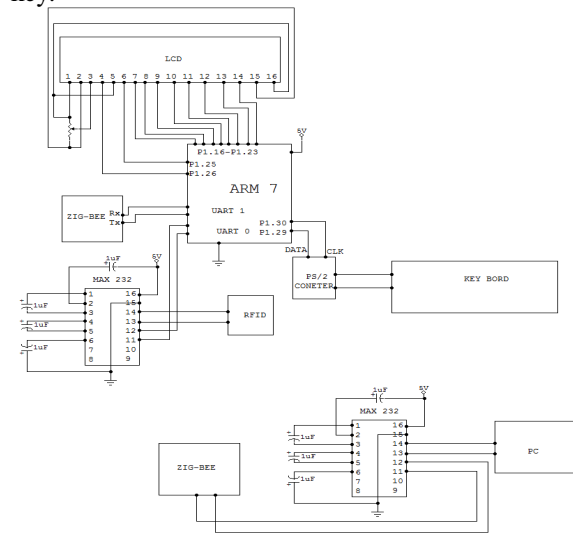 key.
LCD
1 2 3 4 5 6 7 8 9 10 11 12 13 14 15 16
5V
P1.16-P1.23
P1.25
P1.26
ARM 7
ZIG-BEE
Rx
Tx
UART 1
UART 0
P1.30
P1.29
DATA
CLK
PS/2
CONETER
KEY BORD
1uF
5V
MAX 232
1 16
2 15
3 14
4 13
5 12
6 11
7 10
8 9
1uF
1uF
1uF
RFID
1uF
5V
MAX 232
1 16
2 15
3 14
4 13
5 12
6 11
7 10
8 9
1uF
1uF
1uF
PC
ZIG-BEE